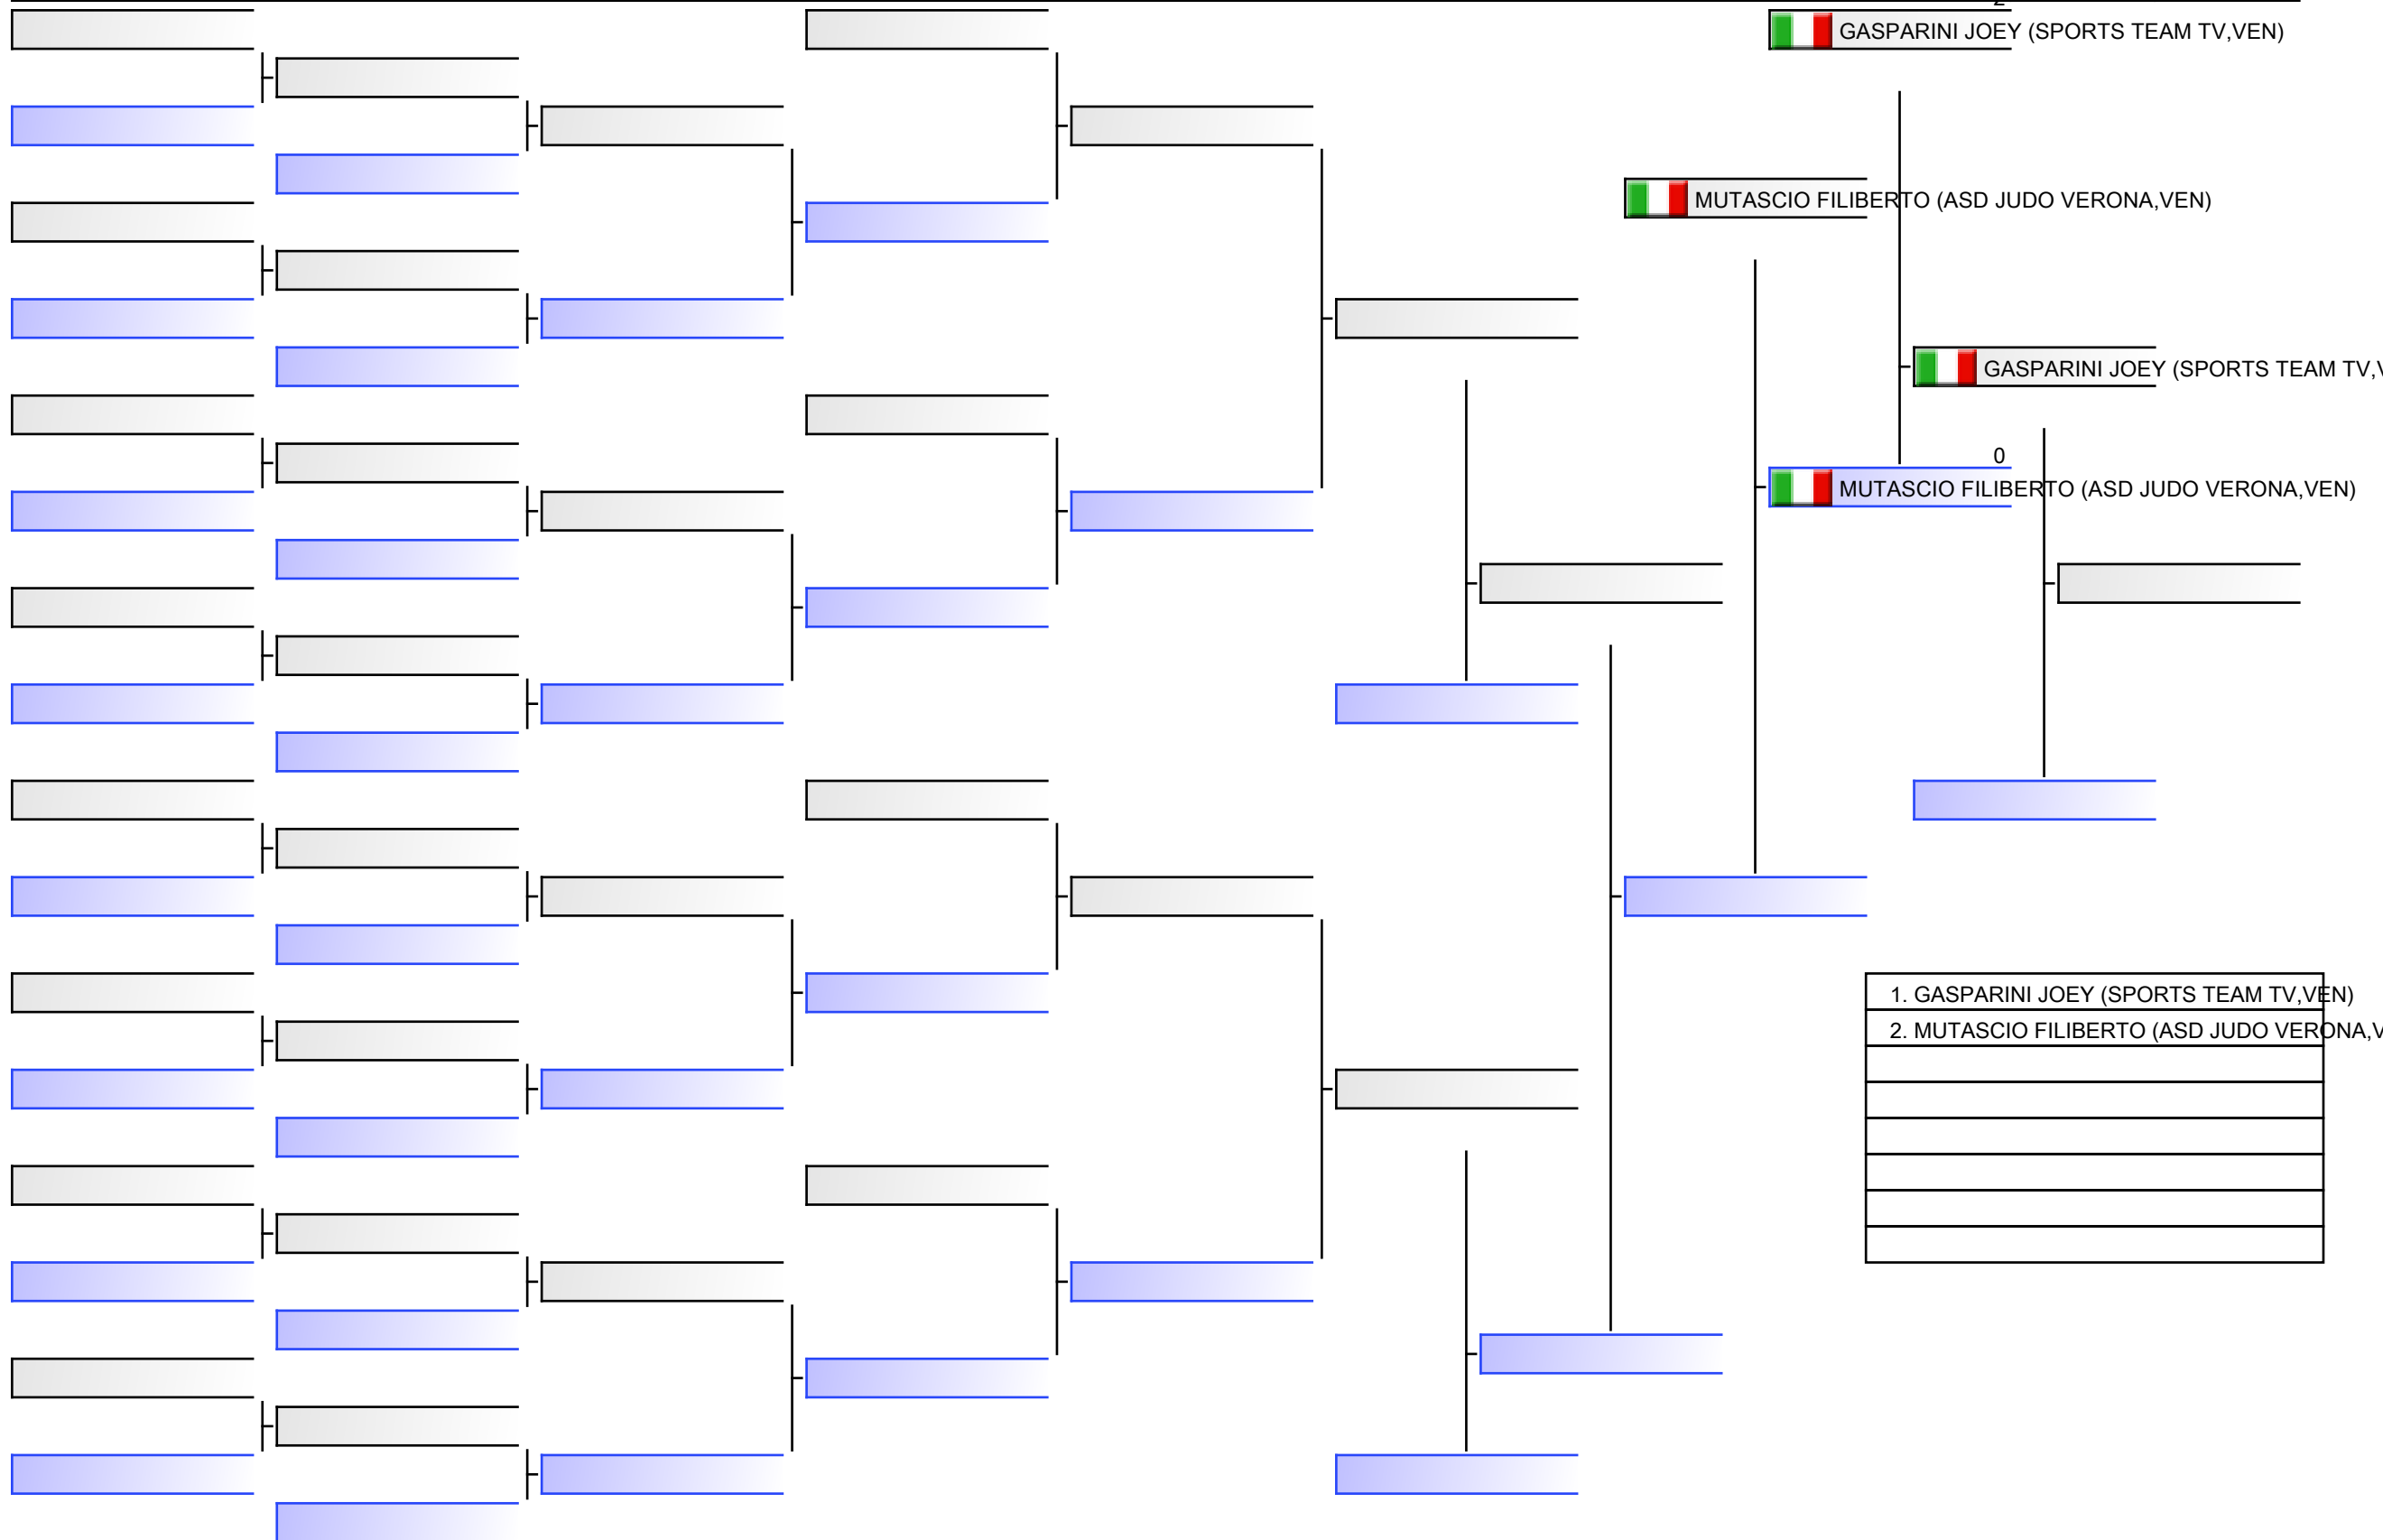 GASPARINI JOEY (SPORTS TEAM TV,VEN)
MUTASCIO FILIBERTO (ASD JUDO VERONA,VEN)
GASPARINI JOEY (SPORTS TEAM TV,
0
MUTASCIO FILIBERTO (ASD JUDO VERONA,VEN)
1. GASPARINI JOEY (SPORTS TEAM TV,VEN)
2. MUTASCIO FILIBERTO (ASD JUDO VERONA,V